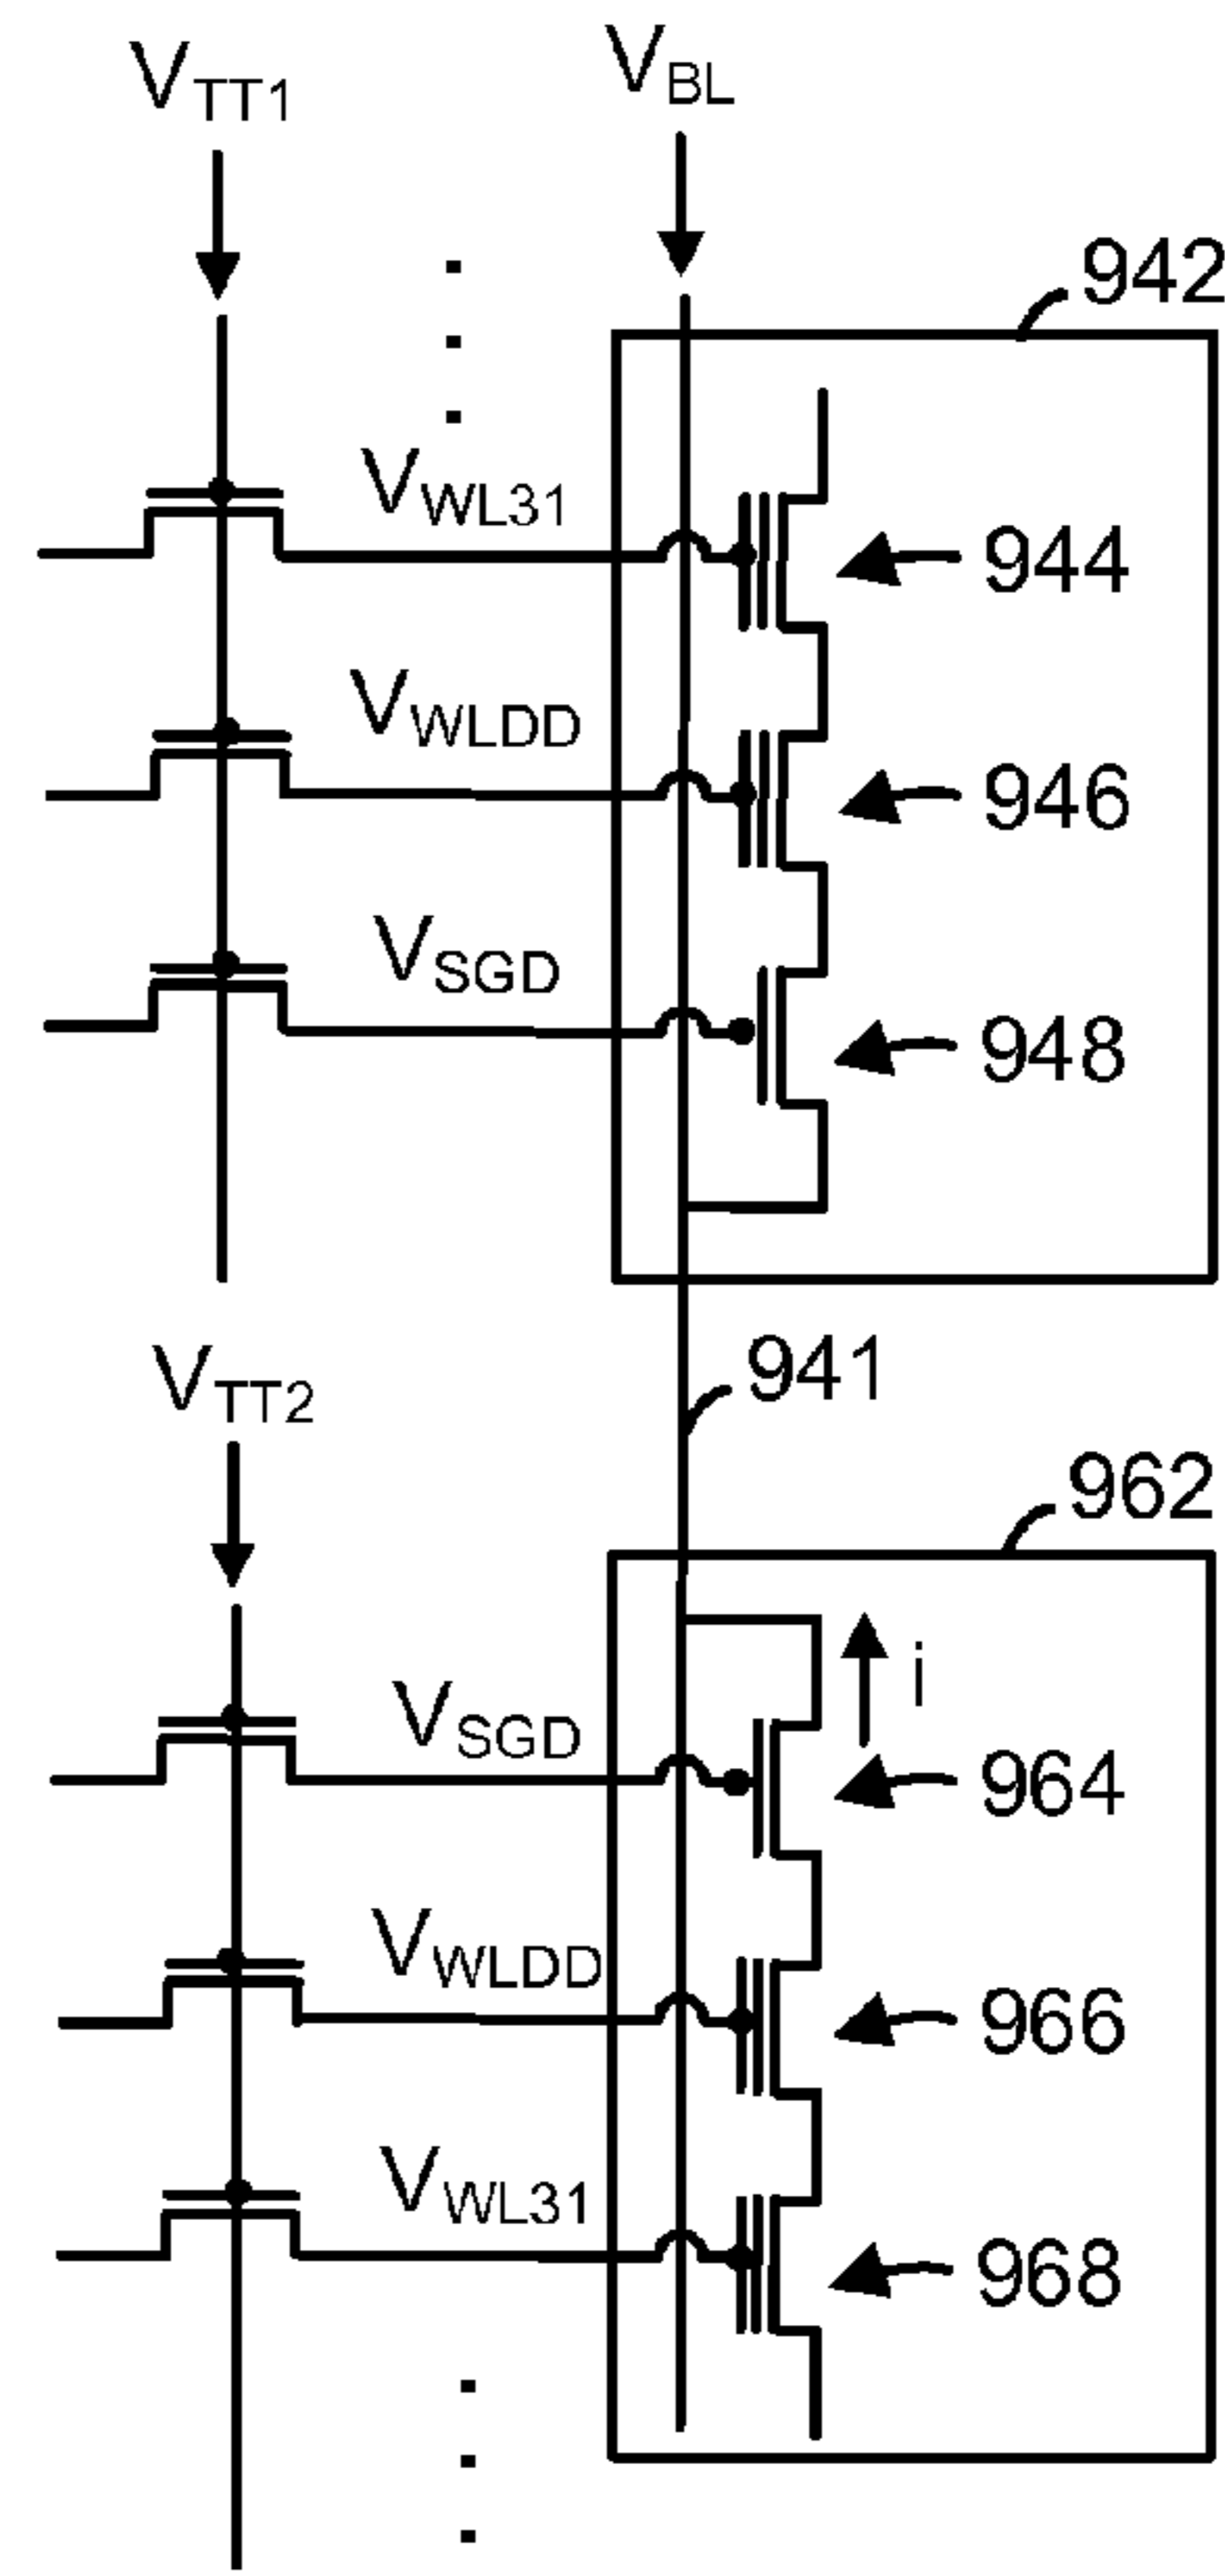 V_TT1
V_BL
942
V_WL31
944
V_WLDD
946
V_SGD
948
941
V_TT2
962
i
V_SGD
964
V_WLDD
966
V_WL31
968